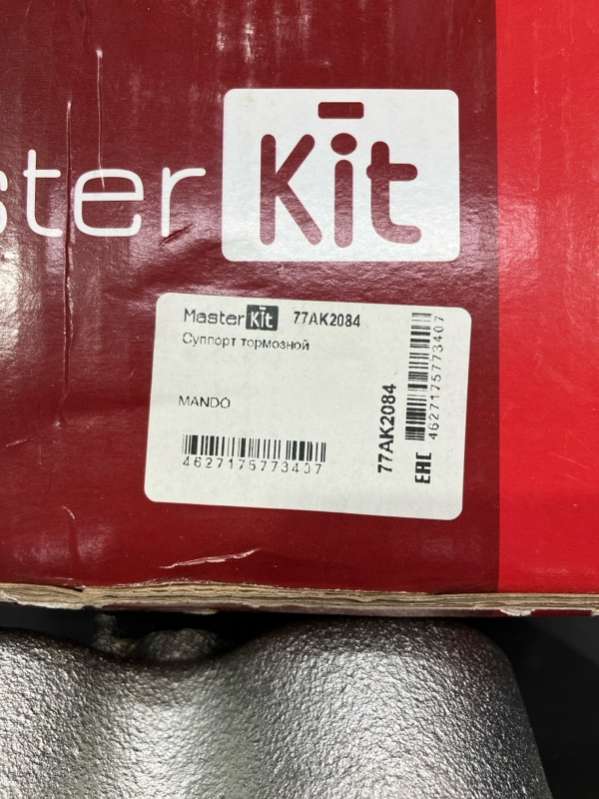 ster Kit
Master Kit 77AK2084
Суппорт тормозной
MANDO
4627175773407
77AK2084
EAC 4627175773407